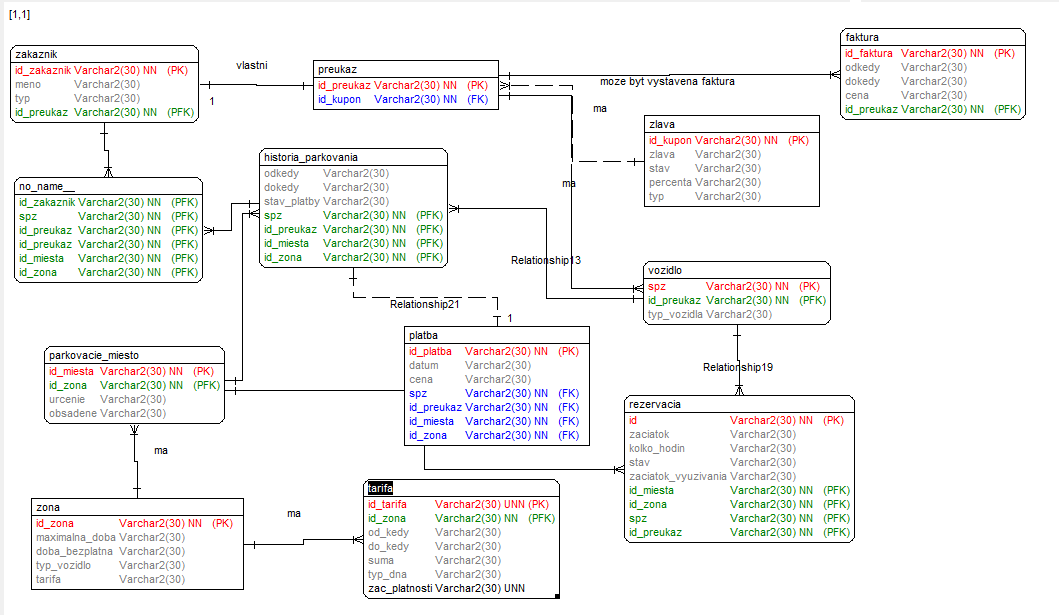 [1,1]
zakaznik
id_zakaznik Varchar2(30) NN (PK)
meno Varchar2(30)
typ Varchar2(30)
id_preukaz Varchar2(30) NN (PFK)
vlastni
1
preukaz
id_preukaz Varchar2(30) NN (PK)
id_kupon Varchar2(30) NN (FK)
moze byt vystavena faktura
faktura
id_faktura Varchar2(30) NN (PK)
odkedy Varchar2(30)
dokedy Varchar2(30)
cena Varchar2(30)
id_preukaz Varchar2(30) NN (PFK)
ma
zlava
id_kupon Varchar2(30) NN (PK)
zlava Varchar2(30)
stav Varchar2(30)
percenta Varchar2(30)
typ Varchar2(30)
ma
no_name__
id_zakaznik Varchar2(30) NN (PFK)
spz Varchar2(30) NN (PFK)
id_preukaz Varchar2(30) NN (PFK)
id_preukaz Varchar2(30) NN (PFK)
id_miesta Varchar2(30) NN (PFK)
id_zona Varchar2(30) NN (PFK)
historia_parkovania
odkedy Varchar2(30)
dokedy Varchar2(30)
stav_platby Varchar2(30)
spz Varchar2(30) NN (PFK)
id_preukaz Varchar2(30) NN (PFK)
id_miesta Varchar2(30) NN (PFK)
id_zona Varchar2(30) NN (PFK)
Relationship13
vozidlo
spz Varchar2(30) NN (PK)
id_preukaz Varchar2(30) NN (PFK)
typ_vozidla Varchar2(30)
Relationship21
1
platba
id_platba Varchar2(30) NN (PK)
datum Varchar2(30)
cena Varchar2(30)
spz Varchar2(30) NN (FK)
id_preukaz Varchar2(30) NN (FK)
id_miesta Varchar2(30) NN (FK)
id_zona Varchar2(30) NN (FK)
parkovacie_miesto
id_miesta Varchar2(30) NN (PK)
id_zona Varchar2(30) NN (PFK)
urcenie Varchar2(30)
obsadene Varchar2(30)
Relationship19
rezervacia
id Varchar2(30) NN (PK)
zaciatok Varchar2(30)
kolko_hodin Varchar2(30)
stav Varchar2(30)
zaciatok_vyuzivania Varchar2(30)
id_miesta Varchar2(30) NN (PFK)
id_zona Varchar2(30) NN (PFK)
spz Varchar2(30) NN (PFK)
id_preukaz Varchar2(30) NN (PFK)
ma
zona
id_zona Varchar2(30) NN (PK)
maximalna_doba Varchar2(30)
doba_bezplatna Varchar2(30)
typ_vozidlo Varchar2(30)
tarifa Varchar2(30)
ma
tarifa
id_tarifa Varchar2(30) UNN (PK)
id_zona Varchar2(30) NN (PFK)
od_kedy Varchar2(30)
do_kedy Varchar2(30)
suma Varchar2(30)
typ_dna Varchar2(30)
zac_platnosti Varchar2(30) UNN